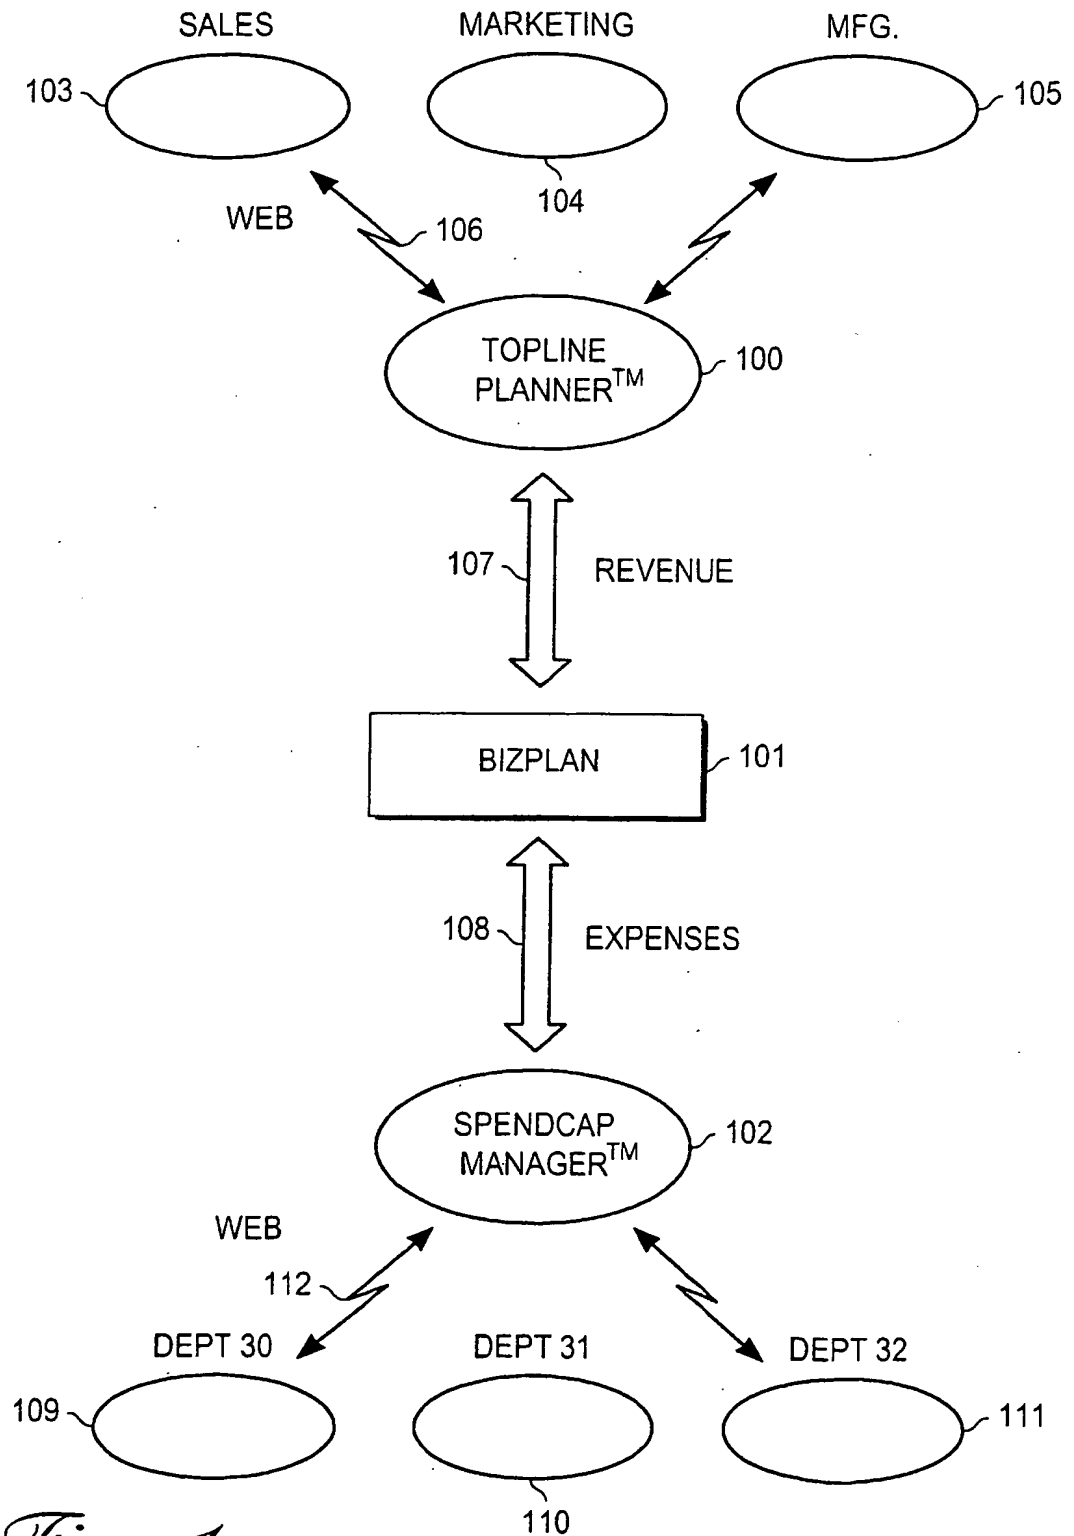 SALES
MARKETING
MFG.
103
104
105
WEB
106
TOPLINE
PLANNER™
100
107
REVENUE
BIZPLAN
101
108
EXPENSES
SPENDCAP
MANAGER™
102
WEB
112
DEPT 30
DEPT 31
DEPT 32
109
110
111